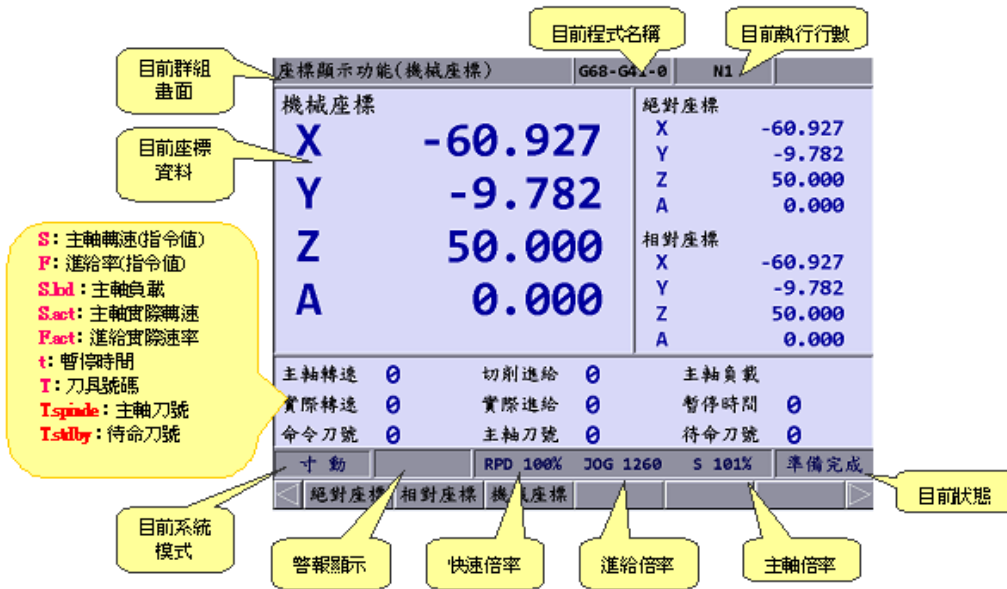 目前程式名稱
目前執行行數
目前群組
畫面
座標顯示功能(機械座標) G68-G41-0 N1
機械座標
X -60.927
Y -9.782
Z 50.000
A 0.000
絕對座標
X -60.927
Y -9.782
Z 50.000
A 0.000
相對座標
X -60.927
Y -9.782
Z 50.000
A 0.000
目前座標
資料
S：主軸轉速(指令值)
F：進給率(指令值)
S.lod：主軸負載
S.act：主軸實際轉速
F.act：進給實際速率
t：暫停時間
T：刀具號碼
T.spinde：主軸刀號
T.stdby：待命刀號
主軸轉速 0 切削進給 0 主軸負載
實際轉速 0 實際進給 0 暫停時間 0
命令刀號 0 主軸刀號 0 待命刀號 0
寸動 RPD 100% JOG 1260 S 101% 準備完成
絕對座標 相對座標 機械座標
目前狀態
目前系統
模式
警報顯示
快速倍率
進給倍率
主軸倍率